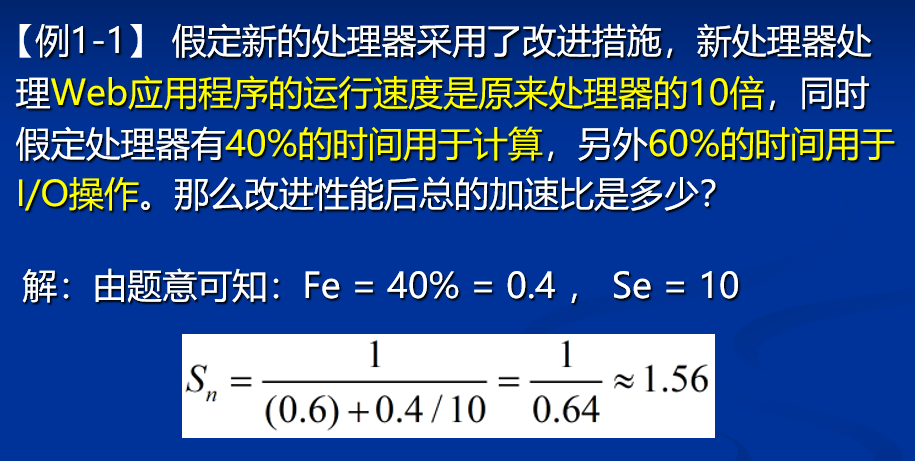 【例1-1】 假定新的处理器采用了改进措施，新处理器处
理Web应用程序的运行速度是原来处理器的10倍，同时
假定处理器有40%的时间用于计算，另外60%的时间用于
I/O操作。那么改进性能后总的加速比是多少？
解：由题意可知：Fe = 40% = 0.4 ， Se = 10
Sₙ = 1/((0.6)+0.4/10) = 1/0.64 ≈ 1.56